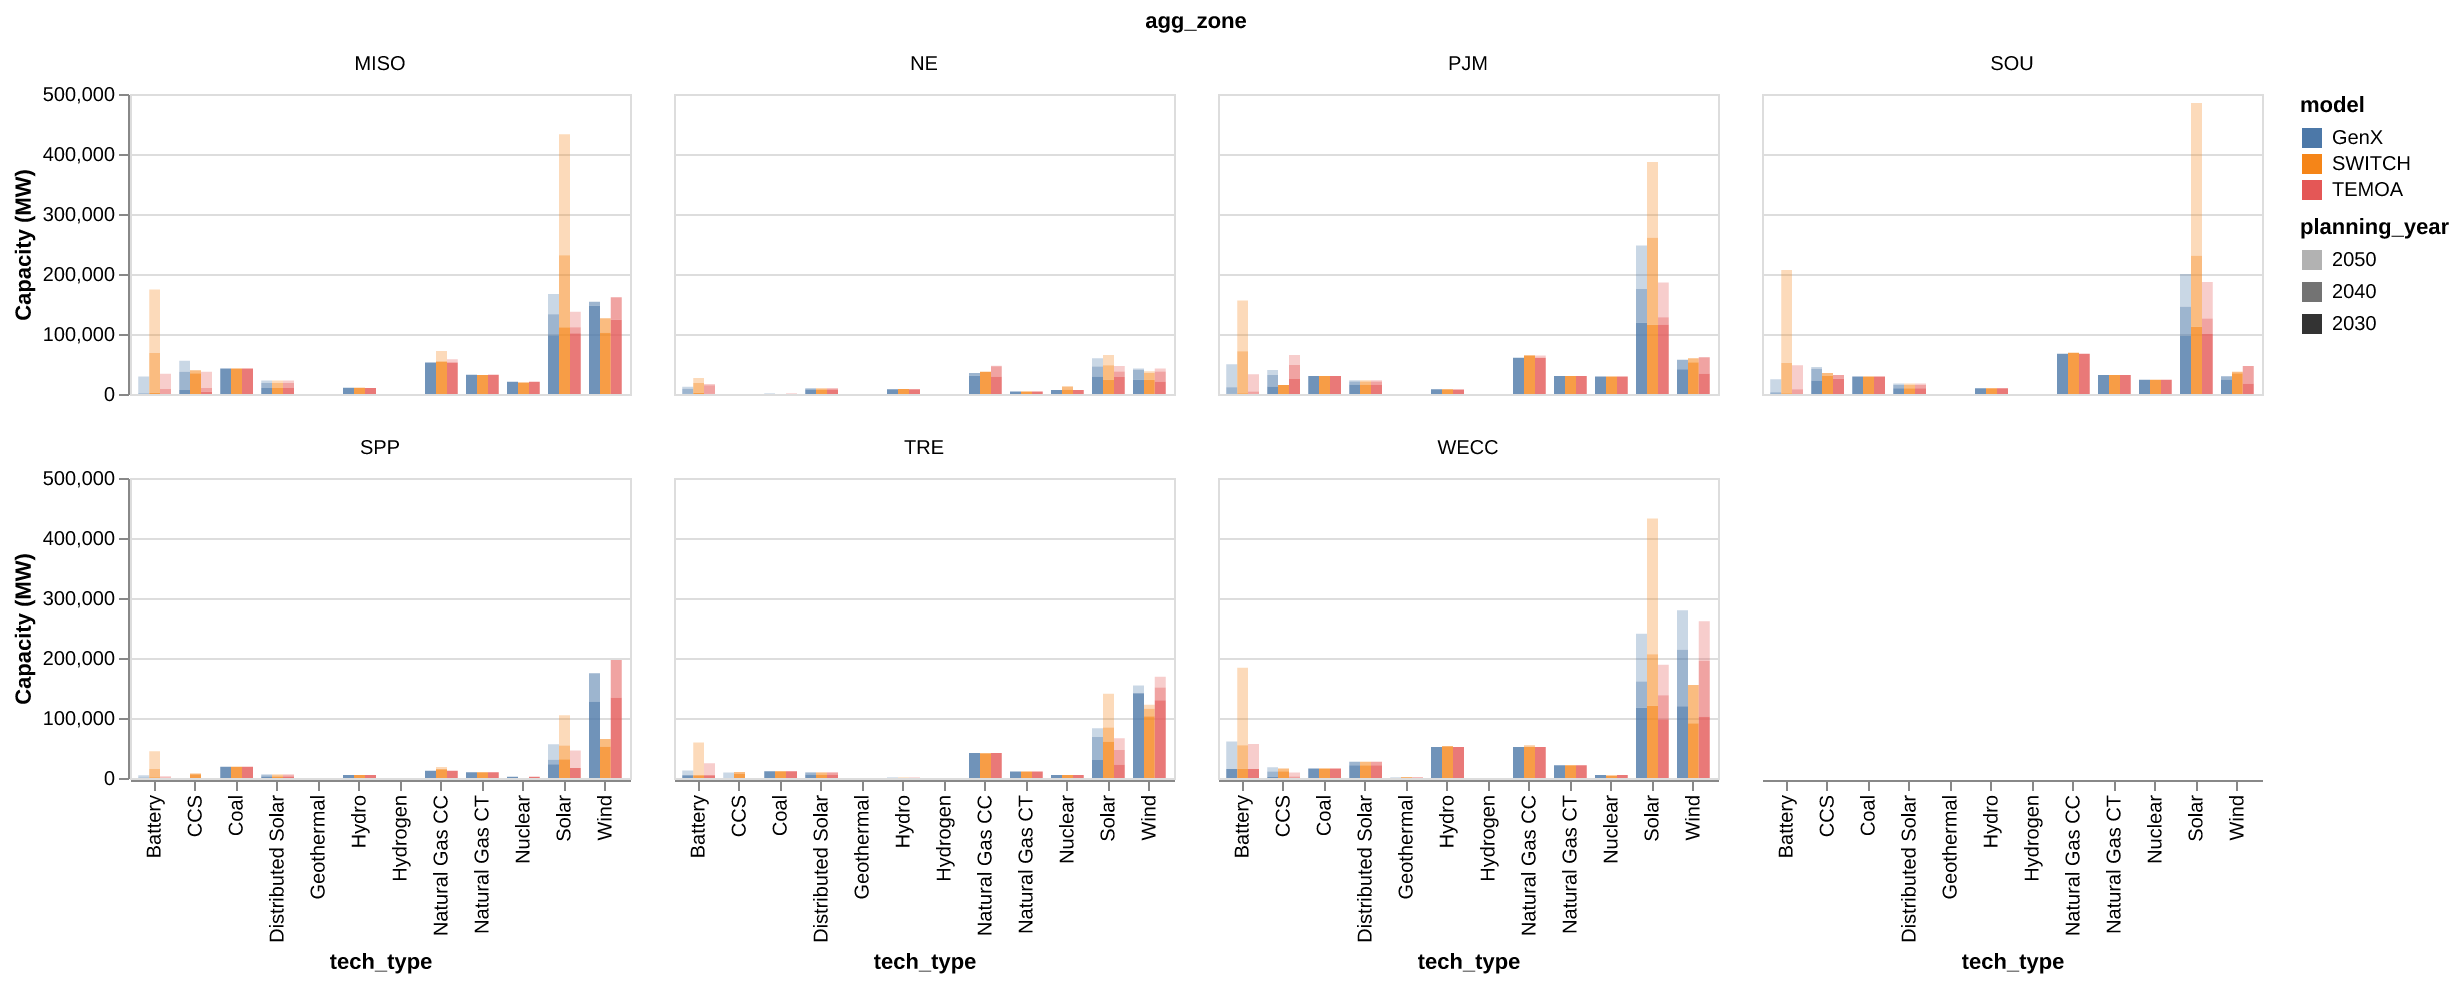 agg_zone
MISO
NE
PJM
SOU
500,000
400,000
300,000
200,000
100,000
0
Capacity (MW)
model
GenX
SWITCH
TEMOA
planning_year
2050
2040
2030
SPP
TRE
WECC
500,000
400,000
300,000
200,000
100,000
0
Capacity (MW)
Battery
CCS
Coal
Distributed Solar
Geothermal
Hydro
Hydrogen
Natural Gas CC
Natural Gas CT
Nuclear
Solar
Wind
Battery
CCS
Coal
Distributed Solar
Geothermal
Hydro
Hydrogen
Natural Gas CC
Natural Gas CT
Nuclear
Solar
Wind
Battery
CCS
Coal
Distributed Solar
Geothermal
Hydro
Hydrogen
Natural Gas CC
Natural Gas CT
Nuclear
Solar
Wind
Battery
CCS
Coal
Distributed Solar
Geothermal
Hydro
Hydrogen
Natural Gas CC
Natural Gas CT
Nuclear
Solar
Wind
tech_type
tech_type
tech_type
tech_type